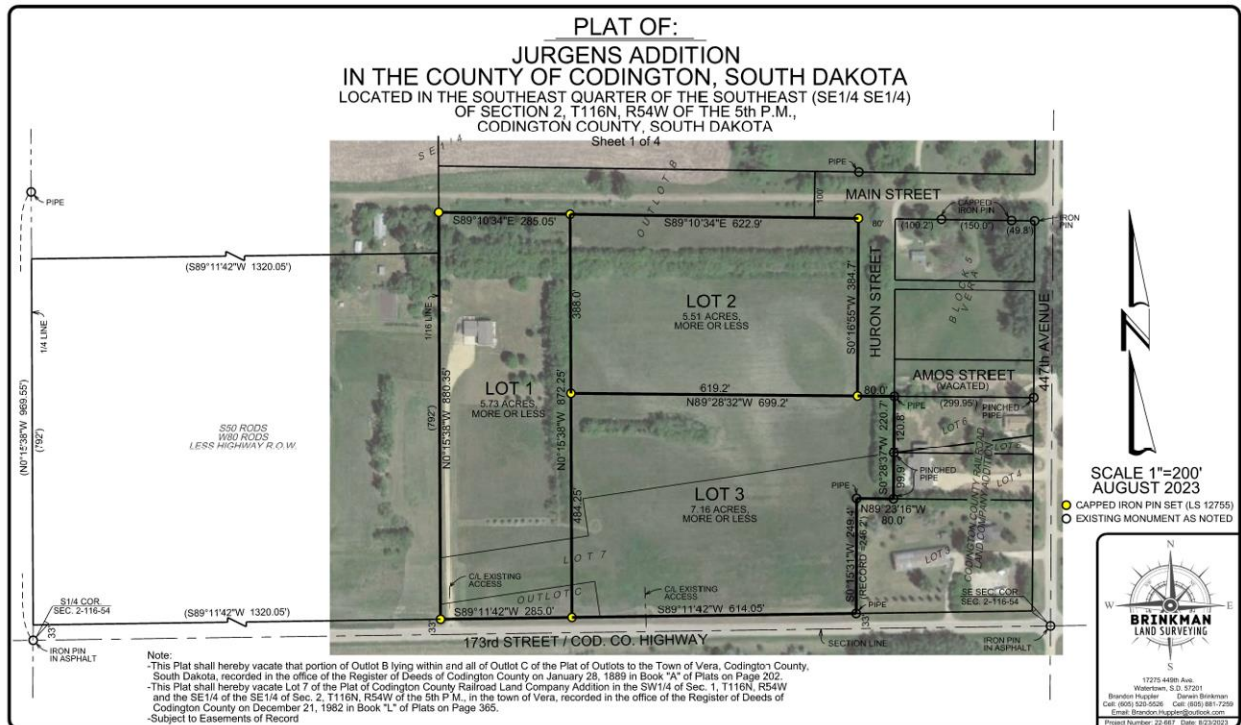 PLAT OF:
JURGENS ADDITION
IN THE COUNTY OF CODINGTON, SOUTH DAKOTA
LOCATED IN THE SOUTHEAST QUARTER OF THE SOUTHEAST (SE1/4 SE1/4)
OF SECTION 2, T116N, R54W OF THE 5th P.M.,
CODINGTON COUNTY, SOUTH DAKOTA
Sheet 1 of 4
SE1/4
OUTLOT B
PIPE
100'
MAIN STREET
PIPE
S89°10'34"E 285.05'
S89°10'34"E 622.9'
80'
CAPPED
IRON PIN
(100.2')
(150.0')
(49.8')
IRON
PIN
(S89°11'42"W 1320.05')
1/4 LINE
(N0°15'38"W 969.55')
(792')
S50 RODS
W80 RODS
LESS HIGHWAY R.O.W.
1/16 LINE
(792')
N0°15'38"W 880.35'
388.0'
N0°15'38"W 872.25'
484.25'
LOT 1
5.73 ACRES,
MORE OR LESS
LOT 2
5.51 ACRES,
MORE OR LESS
S0°16'55"W 384.7'
HURON STREET
BLOCK 5
VERA
447th AVENUE
AMOS STREET
(VACATED)
(299.95')
619.2'
N89°28'32"W 699.2'
80.0'
PIPE
PINCHED
PIPE
S0°28'37"W 220.7'
120.8'
99.9'
LOT 6
LOT 5
LOT 4
LOT 3
CODINGTON COUNTY RAILROAD
LAND COMPANY ADDITION
PINCHED
PIPE
PIPE
N89°23'16"W
80.0'
LOT 3
7.16 ACRES,
MORE OR LESS
S0°15'31"W 249.4'
(RECORD =246.2')
LOT 7
OUTLOT C
C/L EXISTING
ACCESS
C/L EXISTING
ACCESS
SE SEC. COR.
SEC. 2-116-54
S1/4 COR.
SEC. 2-116-54
(S89°11'42"W 1320.05')
S89°11'42"W 285.0'
S89°11'42"W 614.05'
PIPE
33'
33'
33'
173rd STREET / COD. CO. HIGHWAY
SECTION LINE
IRON PIN
IN ASPHALT
IRON PIN
IN ASPHALT
N
SCALE 1"=200'
AUGUST 2023
CAPPED IRON PIN SET (LS 12755)
EXISTING MONUMENT AS NOTED
Note:
-This Plat shall hereby vacate that portion of Outlot B lying within and all of Outlot C of the Plat of Outlots to the Town of Vera, Codington County,
South Dakota, recorded in the office of the Register of Deeds of Codington County on January 28, 1889 in Book "A" of Plats on Page 202.
-This Plat shall hereby vacate Lot 7 of the Plat of Codington County Railroad Land Company Addition in the SW1/4 of Sec. 1, T116N, R54W
and the SE1/4 of the SE1/4 of Sec. 2, T116N, R54W of the 5th P.M., in the town of Vera, recorded in the office of the Register of Deeds of
Codington County on December 21, 1982 in Book "L" of Plats on Page 365.
-Subject to Easements of Record
N
W
E
S
BRINKMAN
LAND SURVEYING
17275 449th Ave.
Watertown, S.D. 57201
Brandon Huppler Darwin Brinkman
Cell: (605) 520-5526 Cell: (605) 881-7259
Email: Brandon.Huppler@outlook.com
Project Number: 22-667 Date: 8/23/2023